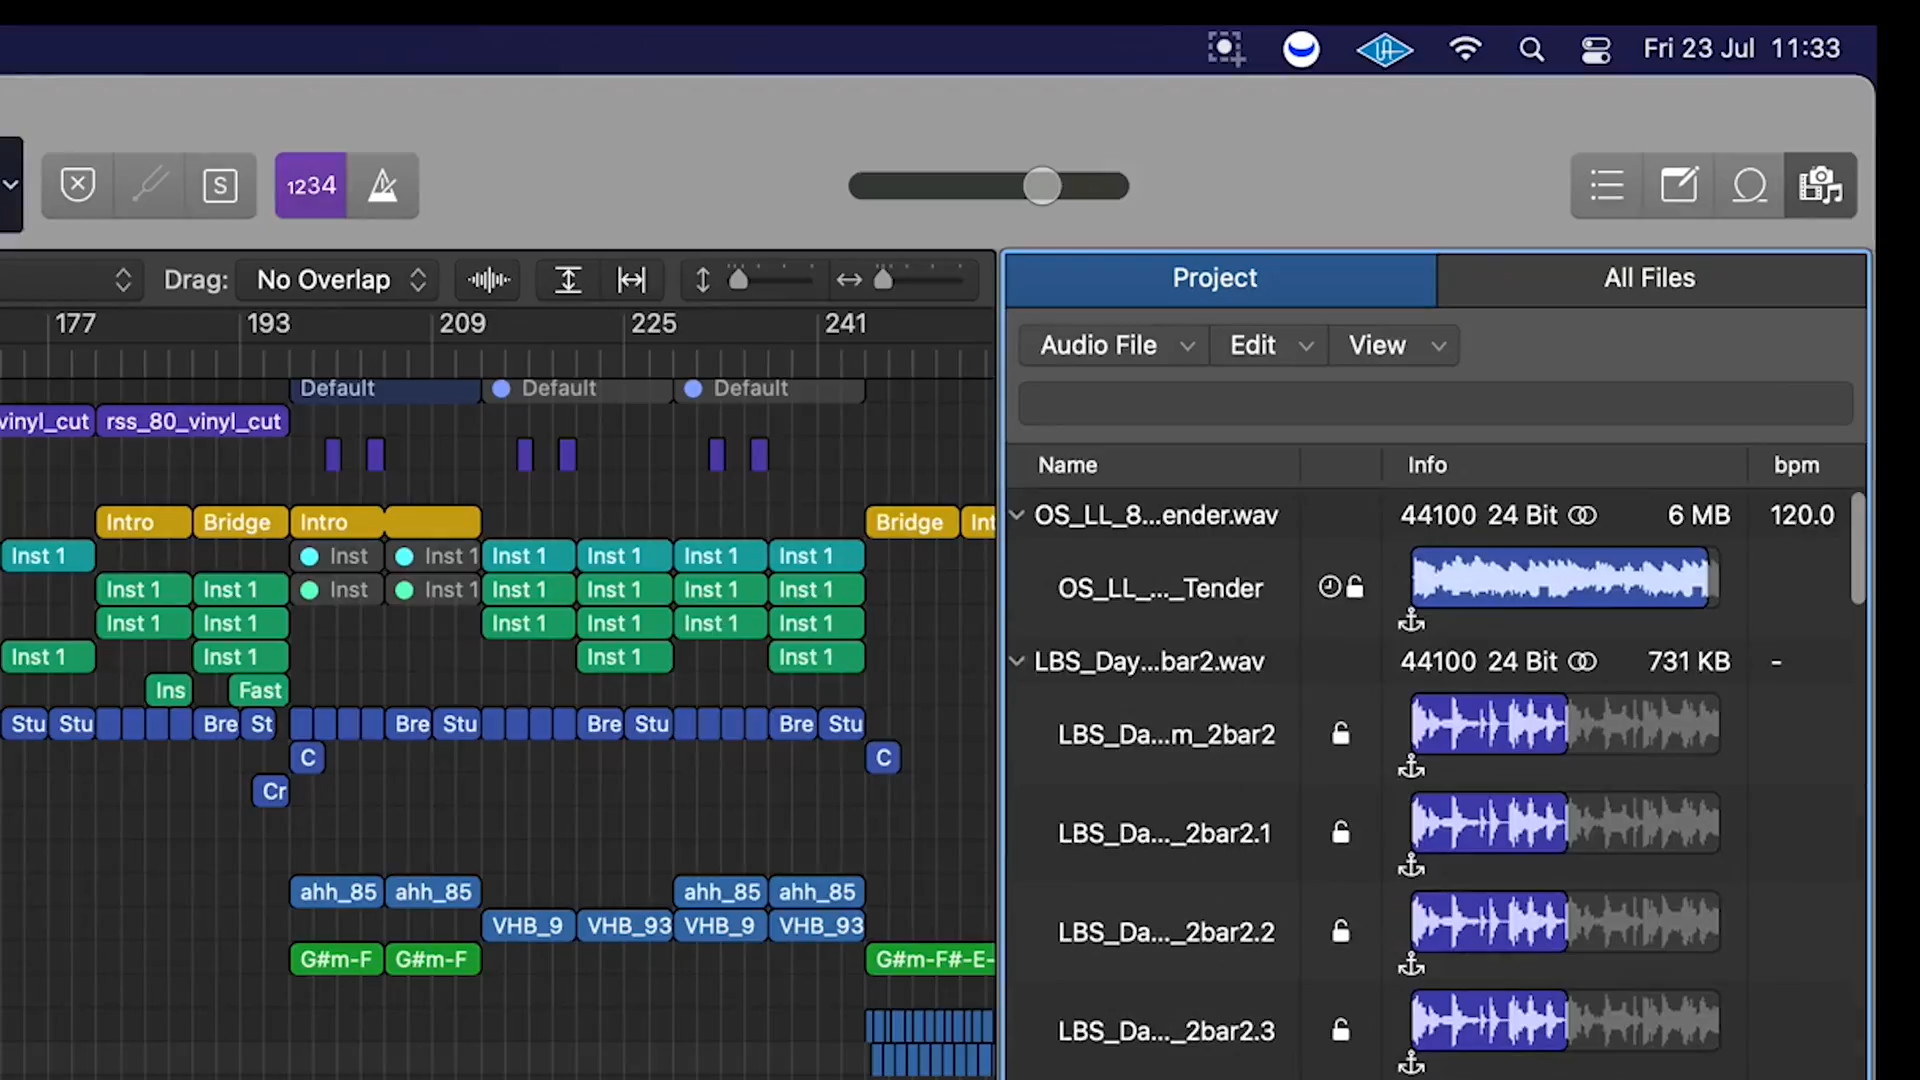 Fri 23 Jul 11:33
S 1234
Drag: No Overlap
Project All Files
177 193 209 225 241
Audio File Edit View
Default Default Default
vinyl_cut rss_80_vinyl_cut
Name Info bpm
Intro Bridge Intro Bridge Int
OS_LL_8...ender.wav 44100 24 Bit 6 MB 120.0
Inst 1 Inst Inst 1 Inst 1 Inst 1 Inst 1 Inst 1
Inst 1 Inst 1 Inst Inst 1 Inst 1 Inst 1 Inst 1 Inst 1
OS_LL_..._Tender
Inst 1 Inst 1 Inst 1 Inst 1 Inst 1 Inst 1
Inst 1 Inst 1 Inst 1 Inst 1
LBS_Day...bar2.wav 44100 24 Bit 731 KB -
Ins Fast
Stu Stu Bre St Bre Stu Bre Stu Bre Stu
LBS_Da...m_2bar2
C C
Cr
LBS_Da..._2bar2.1
ahh_85 ahh_85 ahh_85 ahh_85
VHB_9 VHB_93 VHB_9 VHB_93
LBS_Da..._2bar2.2
G#m-F G#m-F G#m-F#-E-
LBS_Da..._2bar2.3